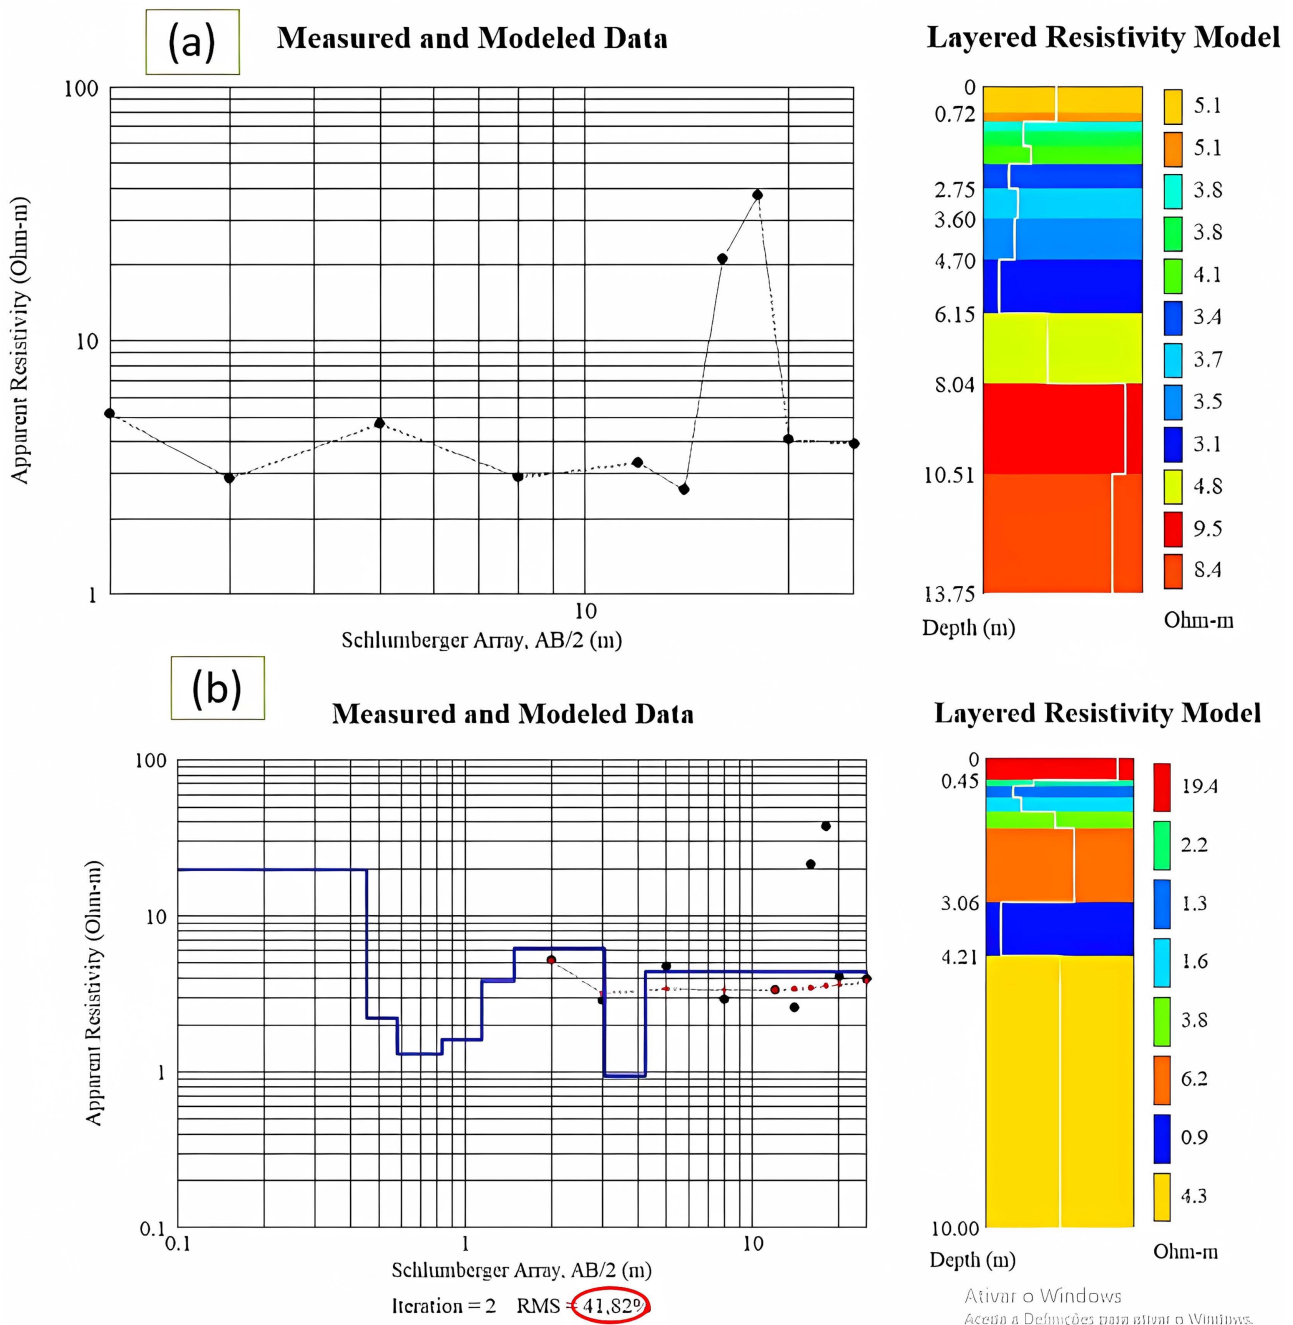 (a)
Measured and Modeled Data
100
10
1
Apparent Resistivity (Ohm-m)
10
Schlumberger Array, AB/2 (m)
Layered Resistivity Model
0
0.72
2.75
3.60
4.70
6.15
8.04
10.51
13.75
Depth (m)
5.1
5.1
3.8
3.8
4.1
3.4
3.7
3.5
3.1
4.8
9.5
8.4
Ohm-m
(b)
Measured and Modeled Data
100
10
1
0.1
Apparent Resistivity (Ohm-m)
0.1 1 10
Schlumberger Array, AB/2 (m)
Iteration = 2 RMS = 41.82%
Layered Resistivity Model
0
0.45
3.06
4.21
10.00
Depth (m)
19.4
2.2
1.3
1.6
3.8
6.2
0.9
4.3
Ohm-m
Ativar o Windows
Aceda a Definições para ativar o Windows.